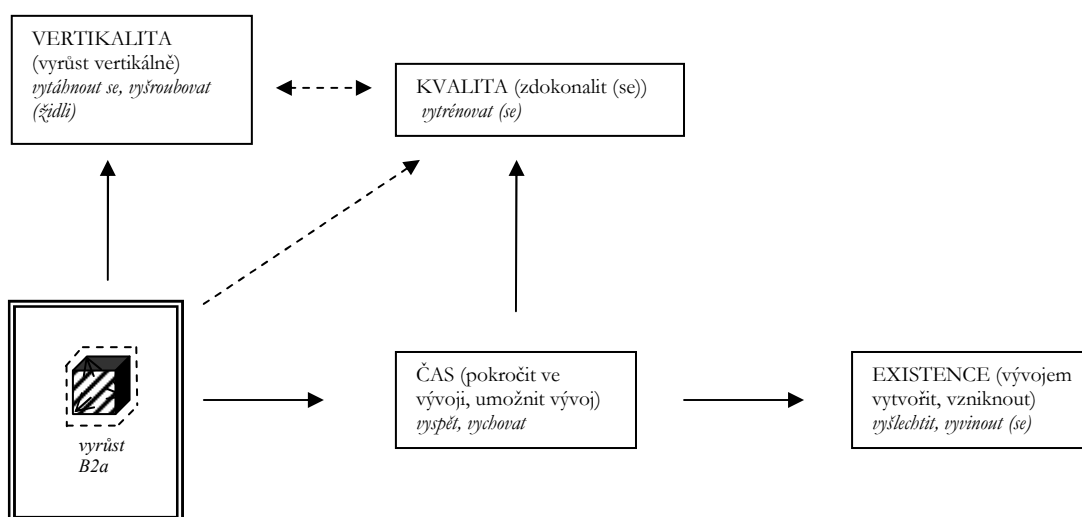 VERTIKALITA
(vyrůst vertikálně)
vytáhnout se, vyšroubovat
(židli)
KVALITA (zdokonalit (se))
vytrénovat (se)
vyrůst
B2a
ČAS (pokročit ve
vývoji, umožnit vývoj)
vyspět, vychovat
EXISTENCE (vývojem
vytvořit, vzniknout)
vyšlechtit, vyvinout (se)